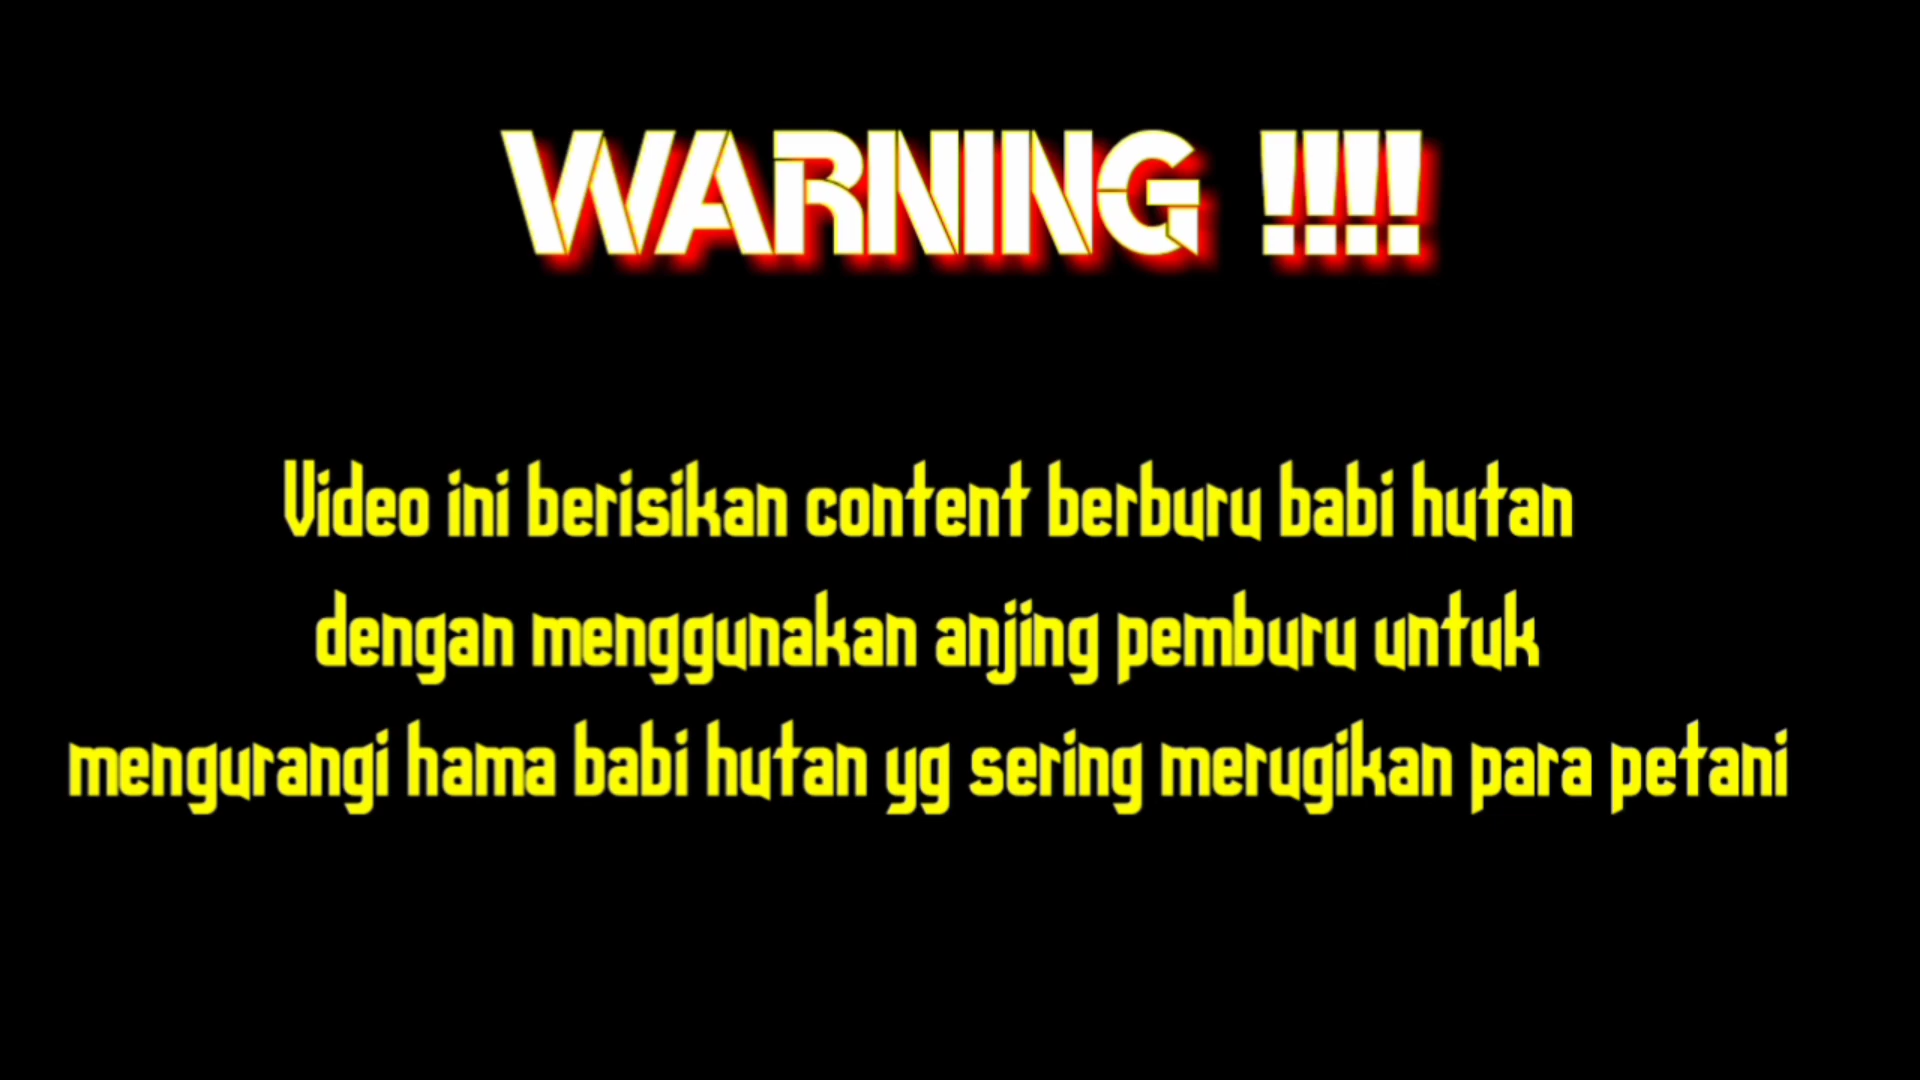 WARNING !!!!
Video ini berisikan content berburu babi hutan
dengan menggunakan anjing pemburu untuk
mengurangi hama babi hutan yg sering merugikan para petani